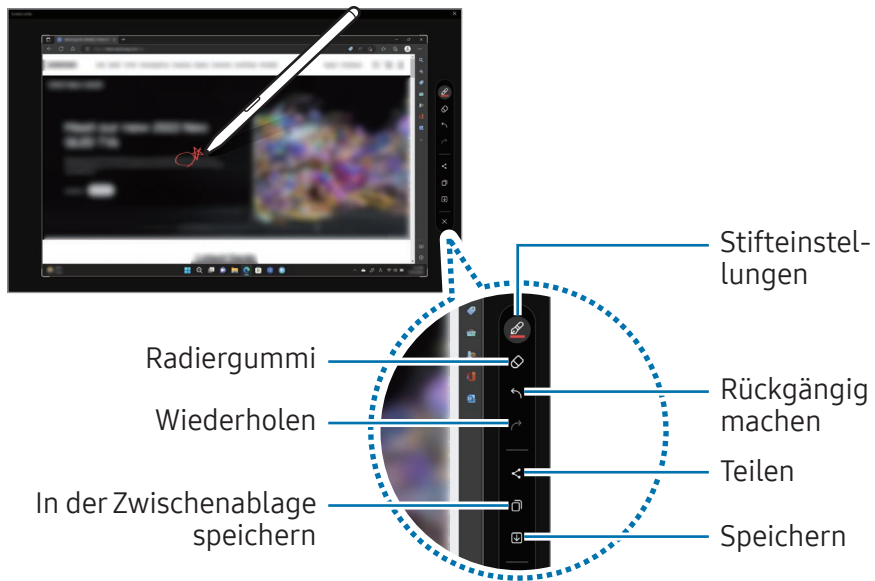 Stifteinstel-
lungen
Radiergummi
Rückgängig
machen
Wiederholen
Teilen
In der Zwischenablage
speichern
Speichern